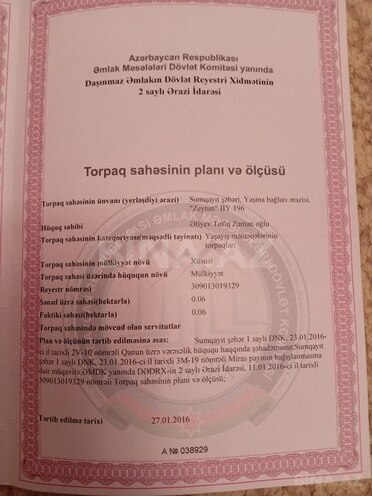 Azərbaycan Respublikası
Əmlak Məsələləri Dövlət Komitəsi yanında
Daşınmaz Əmlakın Dövlət Reyestri Xidmətinin
2 saylı Ərazi İdarəsi
Torpaq sahəsinin planı və ölçüsü
Torpaq sahəsinin ünvanı (yerləşdiyi ərazi) Sumqayıt şəhəri, Yaşma bağları ərazisi,
"Zeytun" BY 196
Hüquq sahibi Əliyev Tofiq Zaman oğlu
Torpaq sahəsinin kateqoriyası(məqsədli təyinatı) Yaşayış məntəqələrinin
torpaqları
Torpaq sahəsinin mülkiyyət növü Xüsusi
Torpaq sahəsi üzərində hüququn növü Mülkiyyət
Reyestr nömrəsi 309013019329
Sənəd üzrə sahəsi(hektarla) 0.06
Faktiki sahəsi(hektarla) 0.06
Torpaq sahəsində mövcud olan servitutlar
Plan və ölçünün tərtib edilməsinə əsas: Sumqayıt şəhər 1 saylı DNK, 23.01.2016-
ci il tarixli 2V-10 nömrəli Qanun üzrə vərəsəlik hüququ haqqında şəhadətnamə,Sumqayıt
şəhər 1 saylı DNK, 23.01.2016-ci il tarixli 3M-19 nömrəli Miras payının bağışlanmasına
dair müqavilə,ƏMDK yanında DƏDRX-in 2 saylı Ərazi İdarəsi, 11.01.2016-ci il tarixli
309013019329 nömrəli Torpaq sahəsinin planı və ölçüsü;
Tərtib edilmə tarixi 27.01.2016
A № 038929